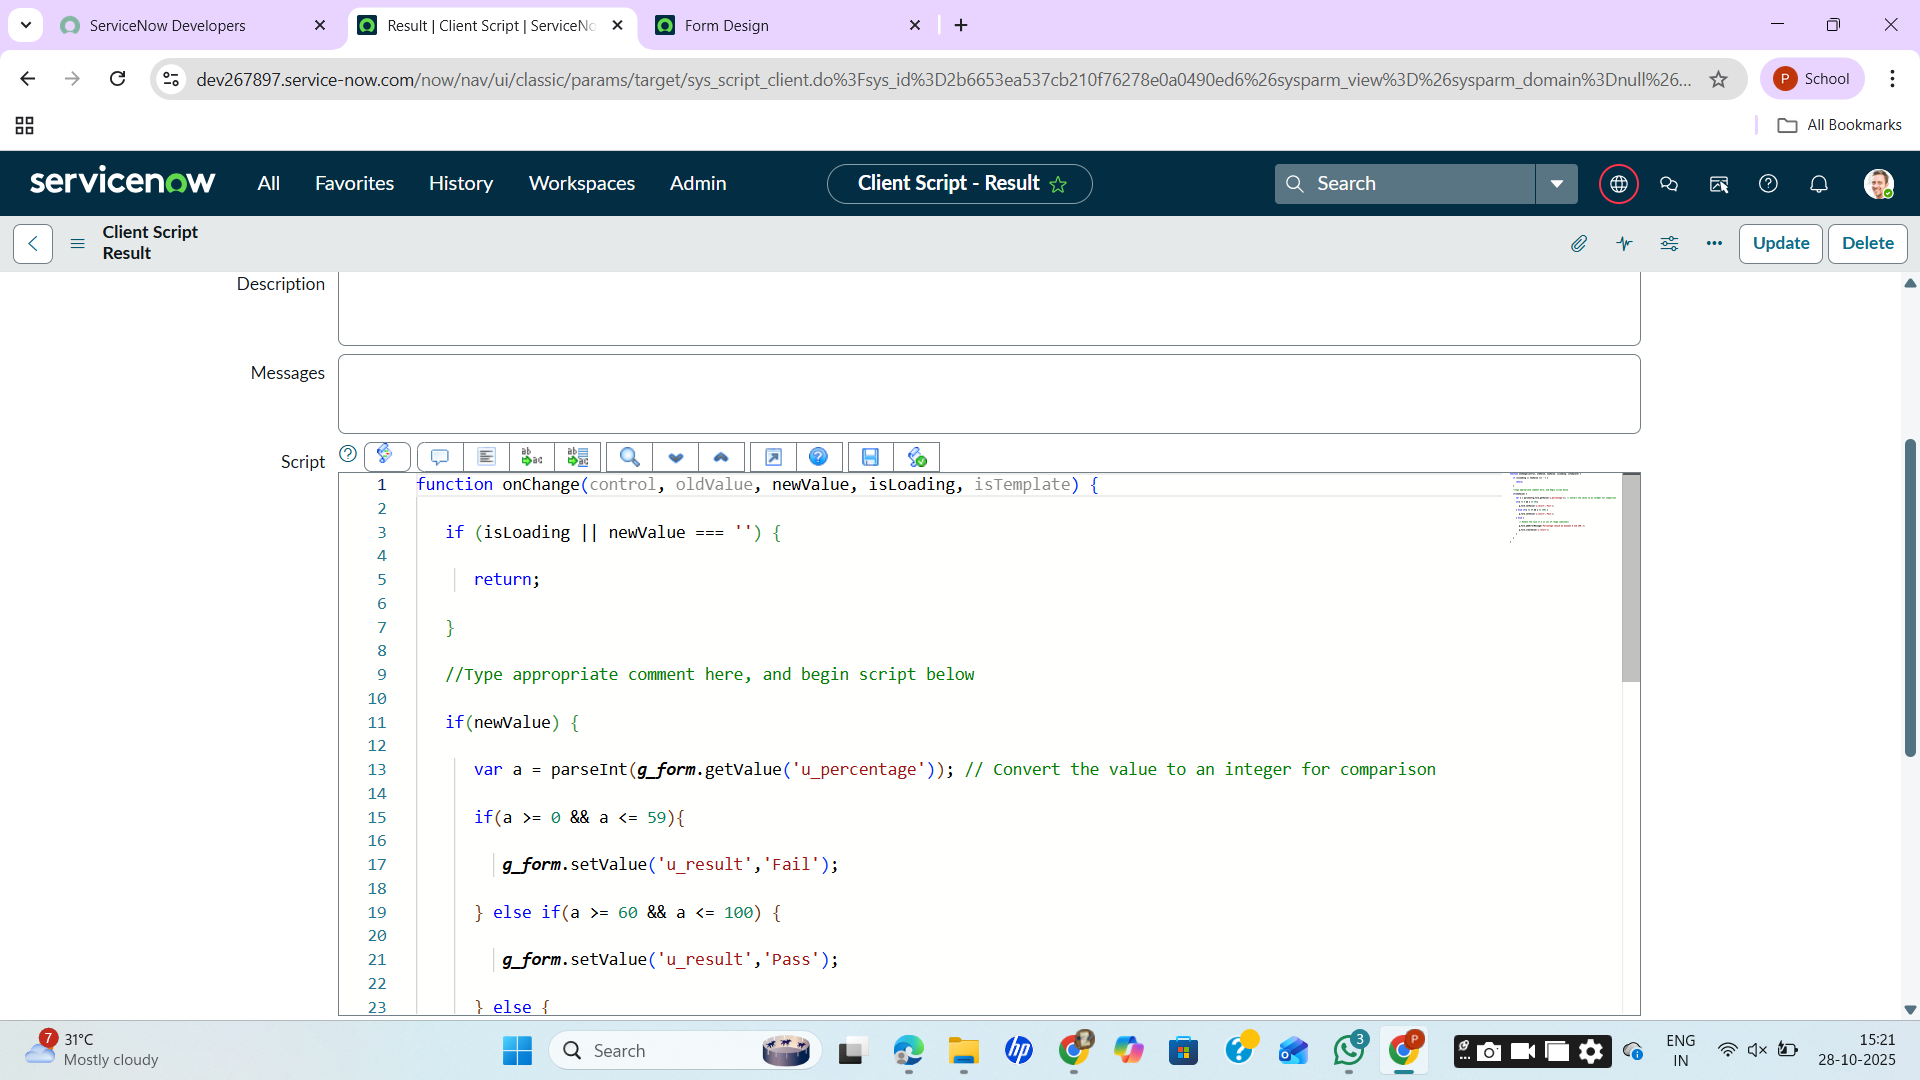 ServiceNow Developers
Result | Client Script | ServiceNo
Form Design
dev267897.service-now.com/now/nav/ui/classic/params/target/sys_script_client.do%3Fsys_id%3D2b6653ea537cb210f76278e0a0490ed6%26sysparm_view%3D%26sysparm_domain%3Dnull%26...
P School
All Bookmarks
servicenow
All
Favorites
History
Workspaces
Admin
Client Script - Result
Search
Client Script
Result
Update
Delete
Description
Messages
Script
1 function onChange(control, oldValue, newValue, isLoading, isTemplate) {
2
3 if (isLoading || newValue === '') {
4
5 return;
6
7 }
8
9 //Type appropriate comment here, and begin script below
10
11 if(newValue) {
12
13 var a = parseInt(g_form.getValue('u_percentage')); // Convert the value to an integer for comparison
14
15 if(a >= 0 && a <= 59){
16
17 g_form.setValue('u_result','Fail');
18
19 } else if(a >= 60 && a <= 100) {
20
21 g_form.setValue('u_result','Pass');
22
23 } else {
7
31°C
Mostly cloudy
Search
hp
Z
3
P
ENG
IN
15:21
28-10-2025